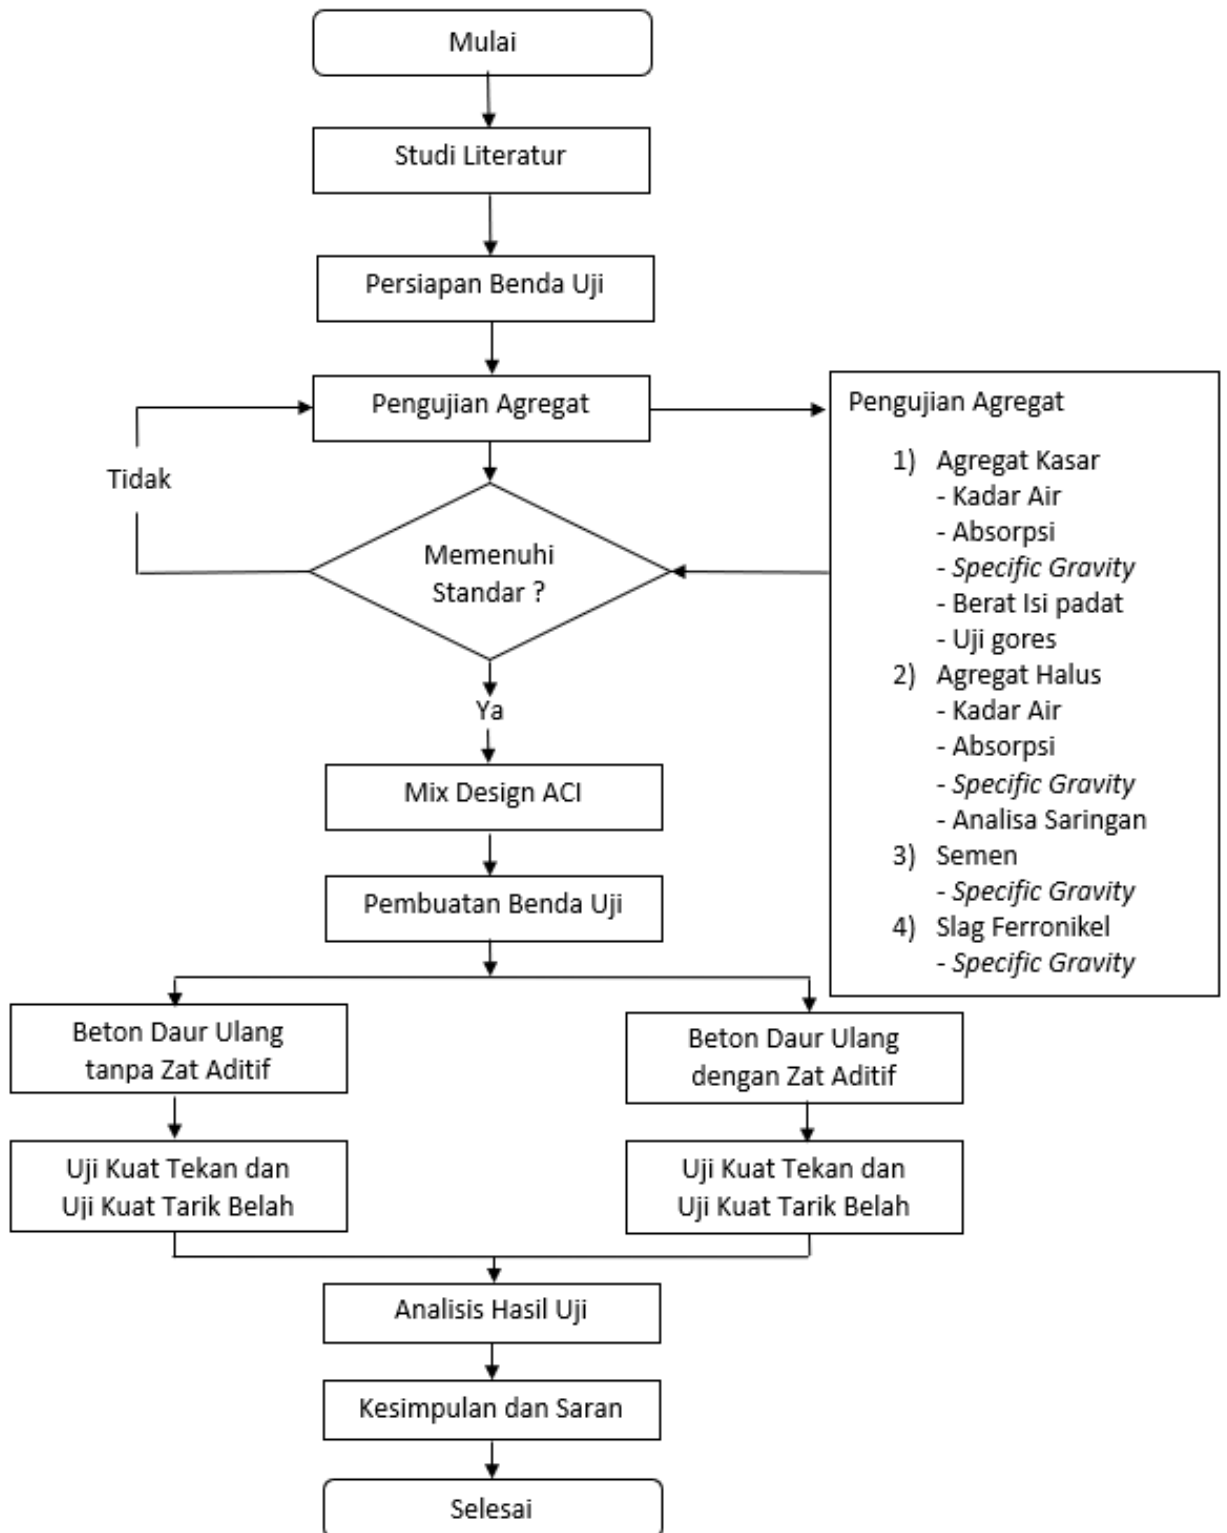 Mulai
Studi Literatur
Persiapan Benda Uji
Pengujian Agregat
Tidak
Memenuhi
Standar ?
Ya
Mix Design ACI
Pembuatan Benda Uji
Pengujian Agregat
1) Agregat Kasar
- Kadar Air
- Absorpsi
- Specific Gravity
- Berat Isi padat
- Uji gores
2) Agregat Halus
- Kadar Air
- Absorpsi
- Specific Gravity
- Analisa Saringan
3) Semen
- Specific Gravity
4) Slag Ferronikel
- Specific Gravity
Beton Daur Ulang
tanpa Zat Aditif
Beton Daur Ulang
dengan Zat Aditif
Uji Kuat Tekan dan
Uji Kuat Tarik Belah
Uji Kuat Tekan dan
Uji Kuat Tarik Belah
Analisis Hasil Uji
Kesimpulan dan Saran
Selesai